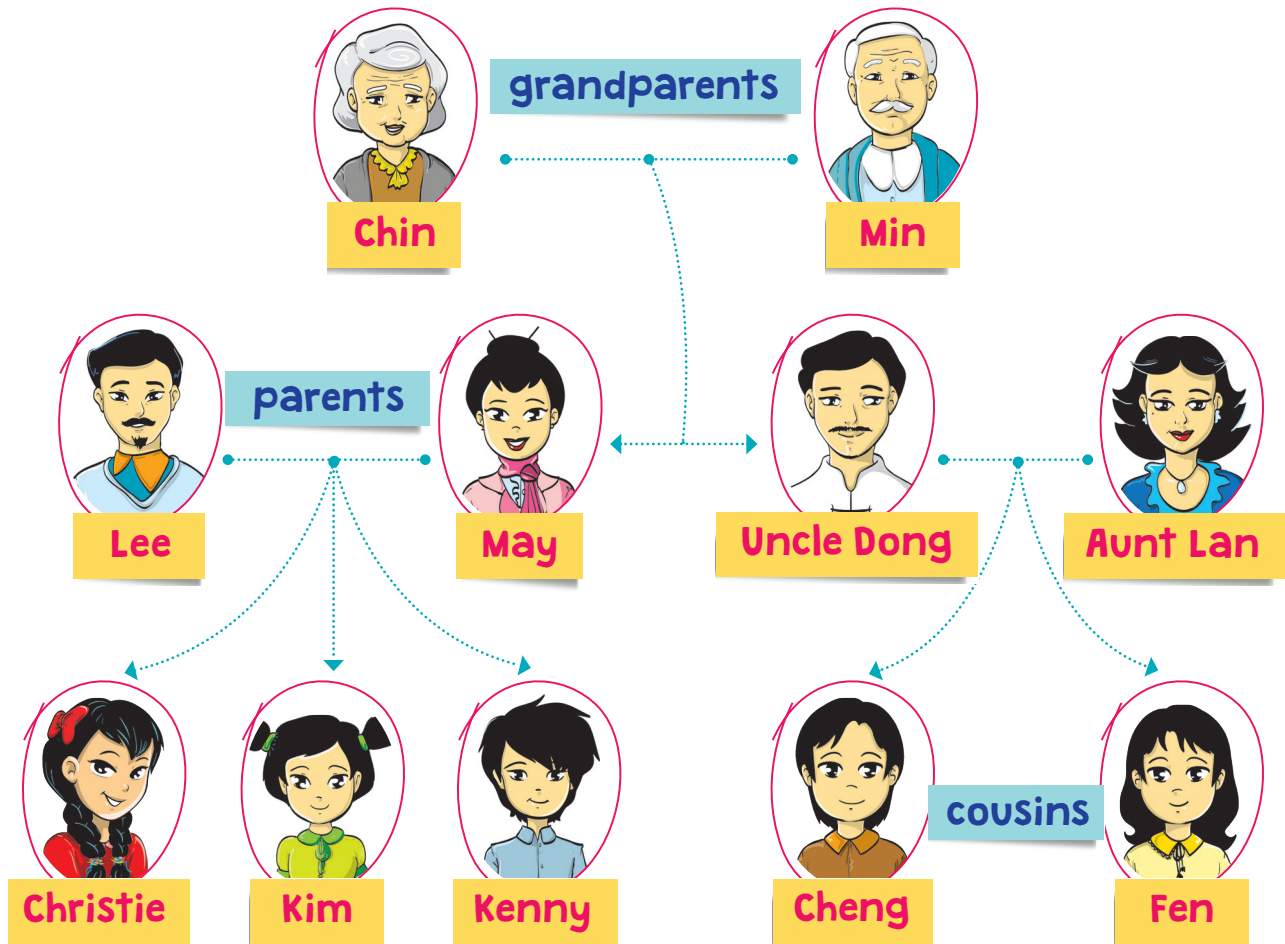 grandparents
Chin
Min
parents
Lee
May
Uncle Dong
Aunt Lan
cousins
Christie
Kim
Kenny
Cheng
Fen